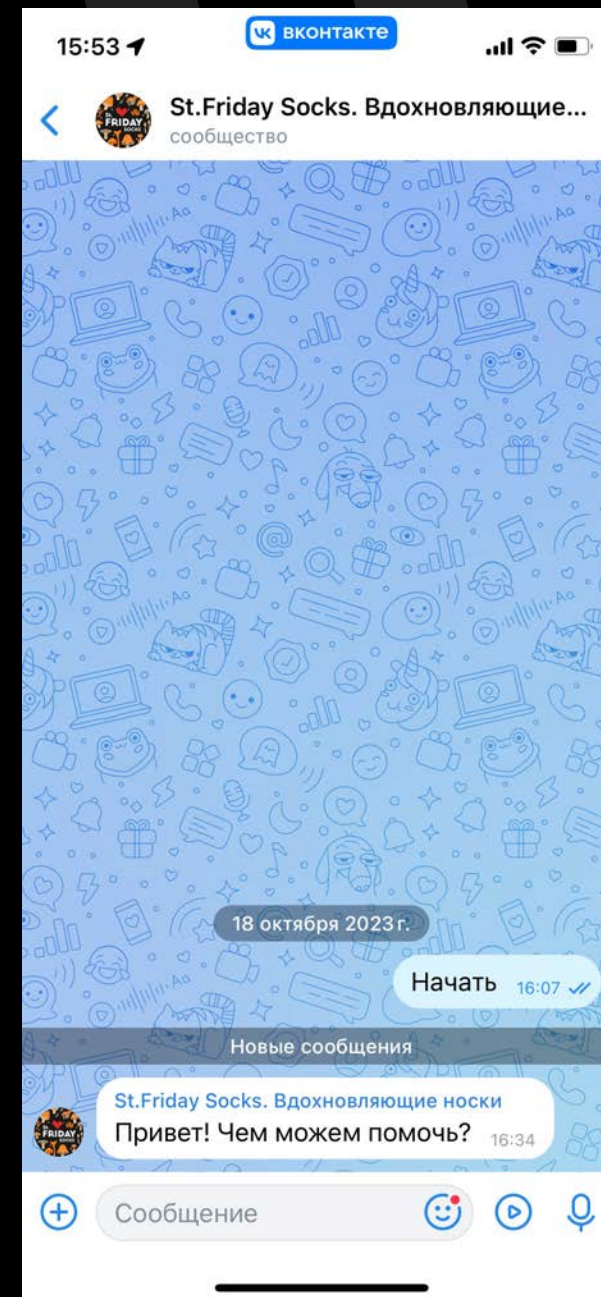 15:53
вконтакте
St.Friday Socks. Вдохновляющие...
сообщество
18 октября 2023 г.
Начать 16:07
Новые сообщения
St.Friday Socks. Вдохновляющие носки
Привет! Чем можем помочь? 16:34
Сообщение